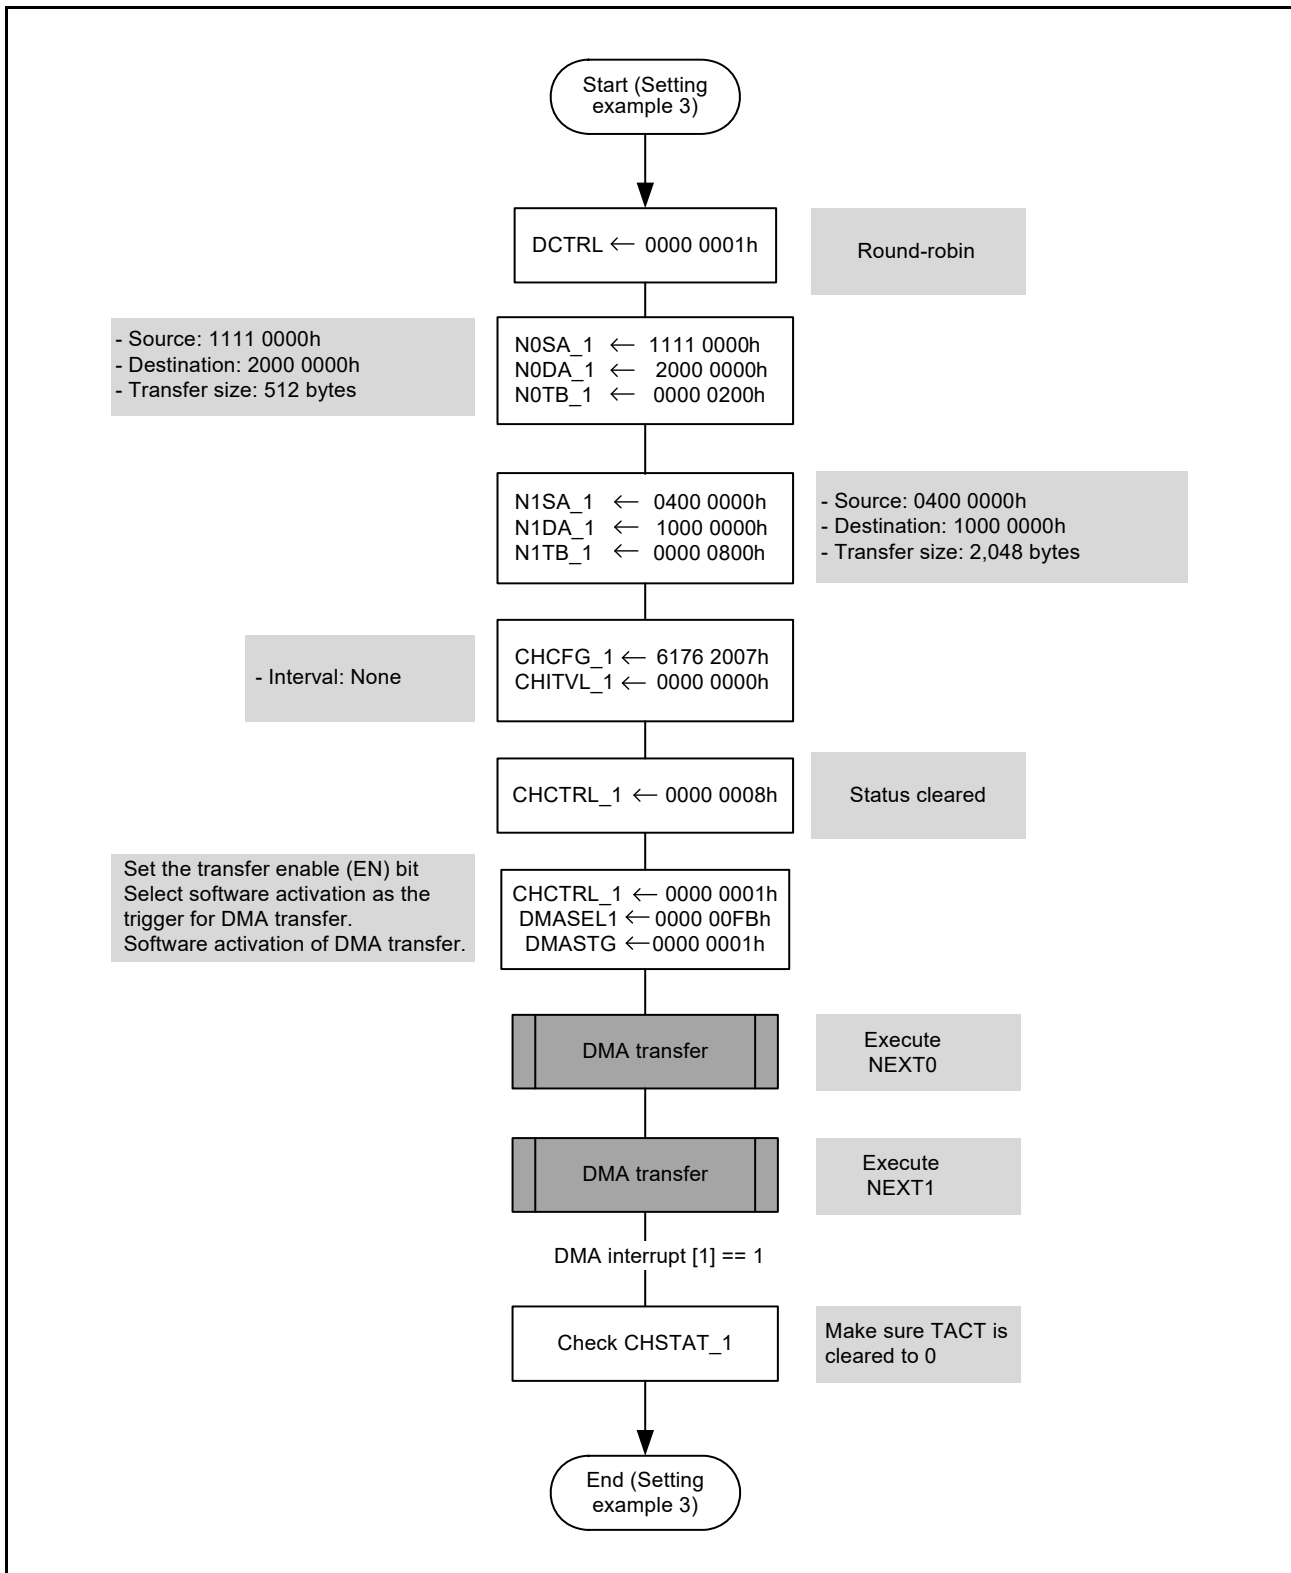 Start (Setting
example 3)
DCTRL ← 0000 0001h
Round-robin
- Source: 1111 0000h
- Destination: 2000 0000h
- Transfer size: 512 bytes
N0SA_1 ← 1111 0000h
N0DA_1 ← 2000 0000h
N0TB_1 ← 0000 0200h
N1SA_1 ← 0400 0000h
N1DA_1 ← 1000 0000h
N1TB_1 ← 0000 0800h
- Source: 0400 0000h
- Destination: 1000 0000h
- Transfer size: 2,048 bytes
- Interval: None
CHCFG_1 ← 6176 2007h
CHITVL_1 ← 0000 0000h
CHCTRL_1 ← 0000 0008h
Status cleared
Set the transfer enable (EN) bit
Select software activation as the
trigger for DMA transfer.
Software activation of DMA transfer.
CHCTRL_1 ← 0000 0001h
DMASEL1 ← 0000 00FBh
DMASTG ← 0000 0001h
DMA transfer
Execute
NEXT0
DMA transfer
Execute
NEXT1
DMA interrupt [1] == 1
Check CHSTAT_1
Make sure TACT is
cleared to 0
End (Setting
example 3)